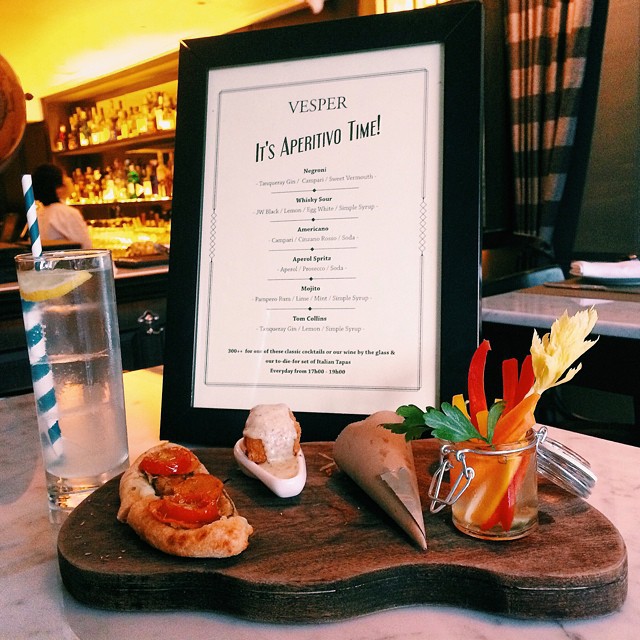 VESPER
It's Aperitivo Time!
Negroni
- Tanqueray Gin / Campari / Sweet Vermouth -
Whisky Sour
- JW Black / Lemon / Egg White / Simple Syrup -
Americano
- Campari / Cinzano Rosso / Soda -
Aperol Spritz
- Aperol / Prosecco / Soda -
Mojito
- Pampero Rum / Lime / Mint / Simple Syrup -
Tom Collins
- Tanqueray Gin / Lemon / Simple Syrup -
300++ for one of these classic cocktails or our wine by the glass &
our to-die-for set of Italian Tapas
Everyday from 17h00 - 19h00